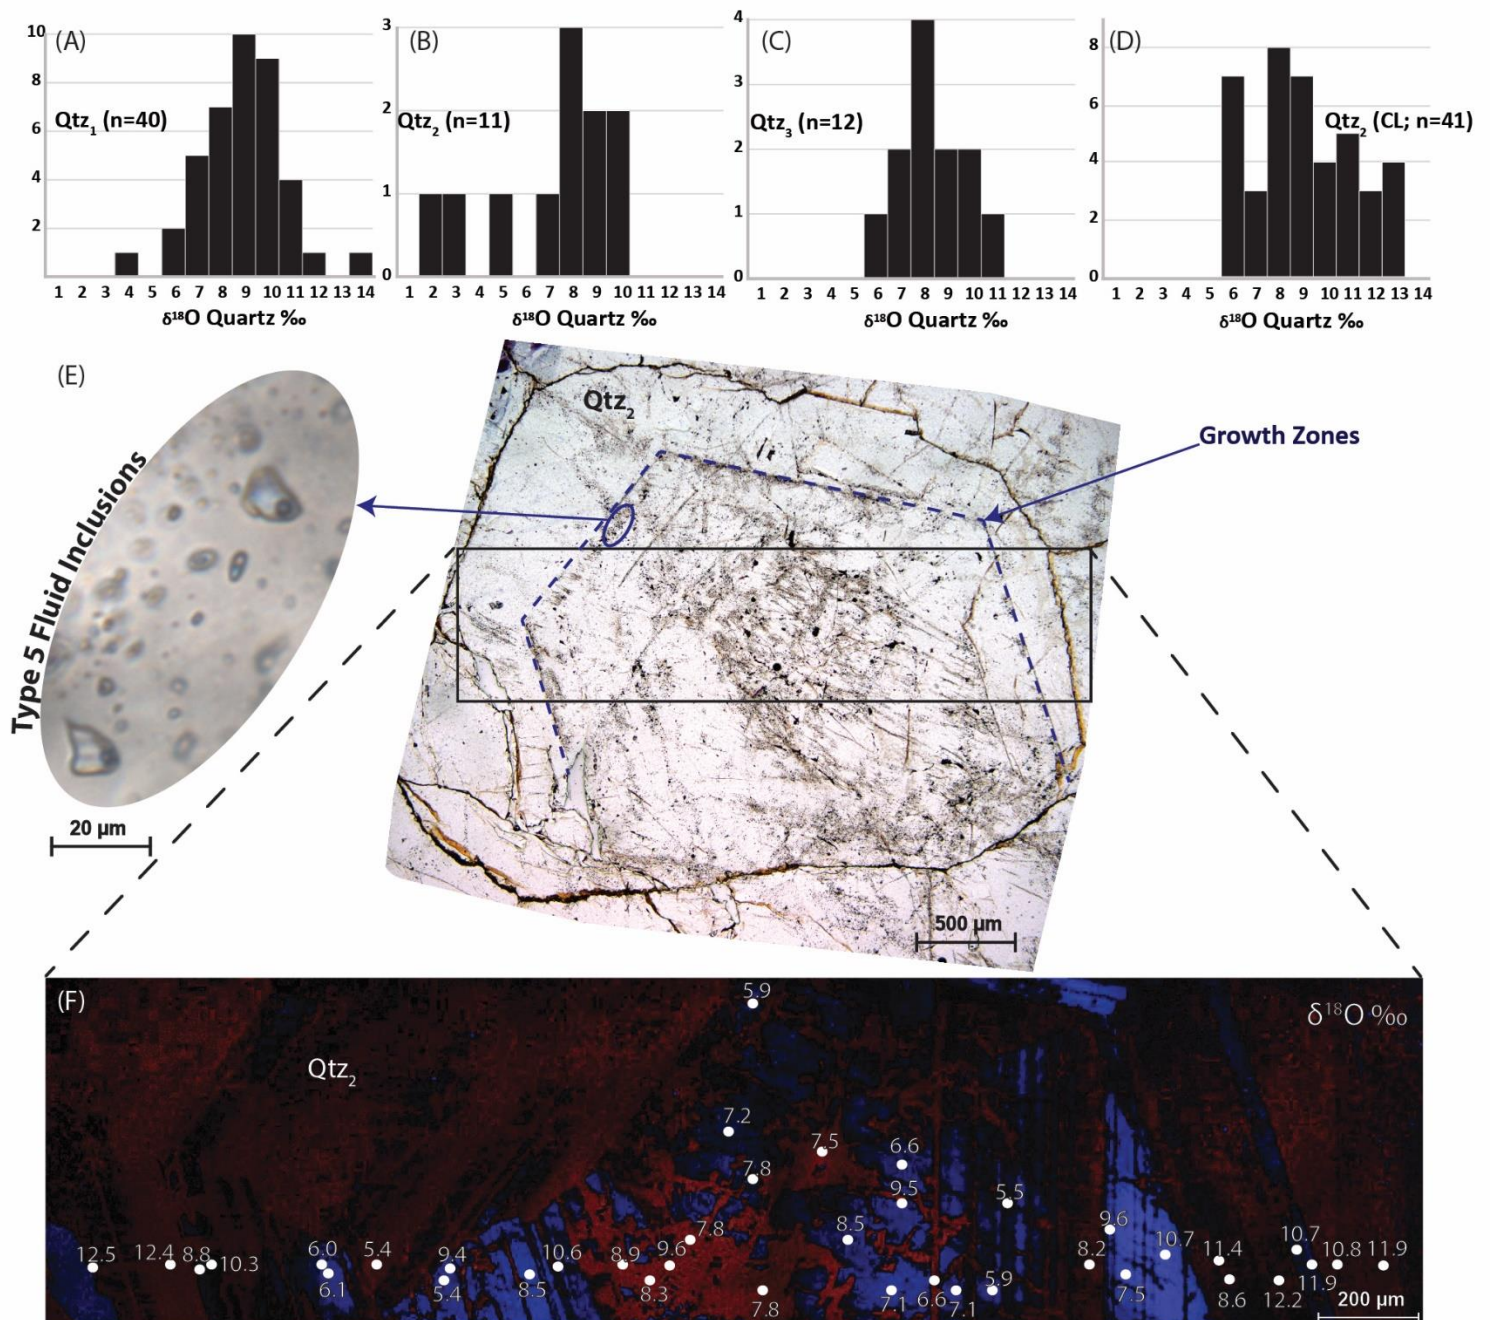 (A)
10
8
6
4
2
Qtz₁ (n=40)
1 2 3 4 5 6 7 8 9 10 11 12 13 14
δ¹⁸O Quartz ‰
(B)
3
2
1
0
Qtz₂ (n=11)
1 2 3 4 5 6 7 8 9 10 11 12 13 14
δ¹⁸O Quartz ‰
(C)
4
3
2
1
0
Qtz₃ (n=12)
1 2 3 4 5 6 7 8 9 10 11 12 13 14
δ¹⁸O Quartz ‰
(D)
8
6
4
2
0
Qtz₂ (CL; n=41)
1 2 3 4 5 6 7 8 9 10 11 12 13 14
δ¹⁸O Quartz ‰
(E)
Type 5 Fluid Inclusions
20 µm
Qtz₂
Growth Zones
500 µm
(F)
δ¹⁸O ‰
Qtz₂
5.9
7.2
7.5
6.6
7.8
9.5
5.5
7.8
8.5
9.6
12.5
12.4
8.8
10.3
6.0
6.1
5.4
9.4
5.4
8.5
10.6
8.9
8.3
9.6
7.8
7.1
6.6
7.1
5.9
8.2
7.5
10.7
11.4
8.6
12.2
10.7
11.9
10.8
11.9
200 µm